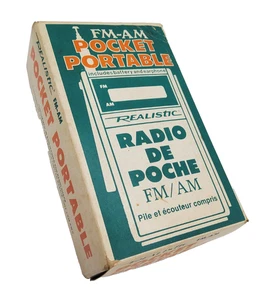 FM-AM
POCKET
PORTABLE
includes battery and earphone
FM
AM
REALISTIC
RADIO
DE
POCHE
FM/AM
Pile et écouteur compris
REALISTIC FM-AM
POCKET PORTABLE